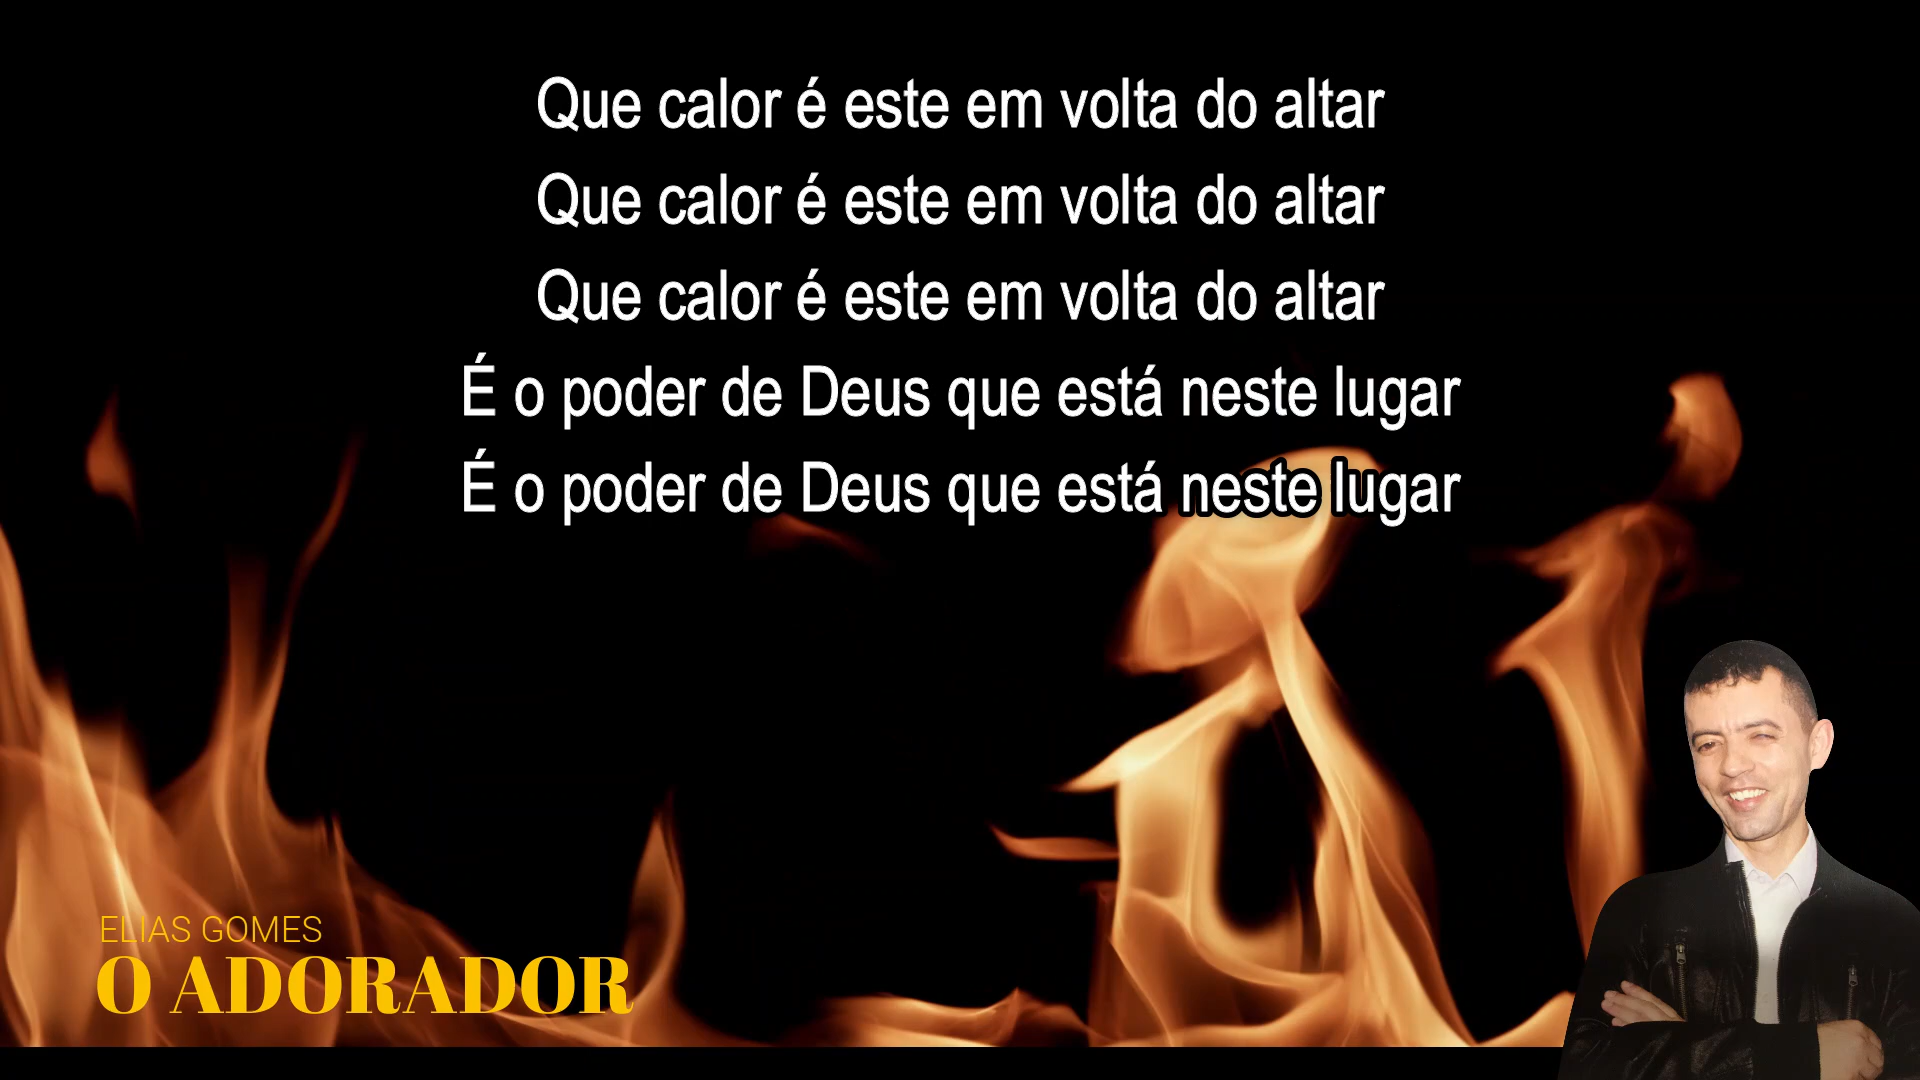 Que calor é este em volta do altar
Que calor é este em volta do altar
Que calor é este em volta do altar
É o poder de Deus que está neste lugar
É o poder de Deus que está neste lugar
ELIAS GOMES
O ADORADOR